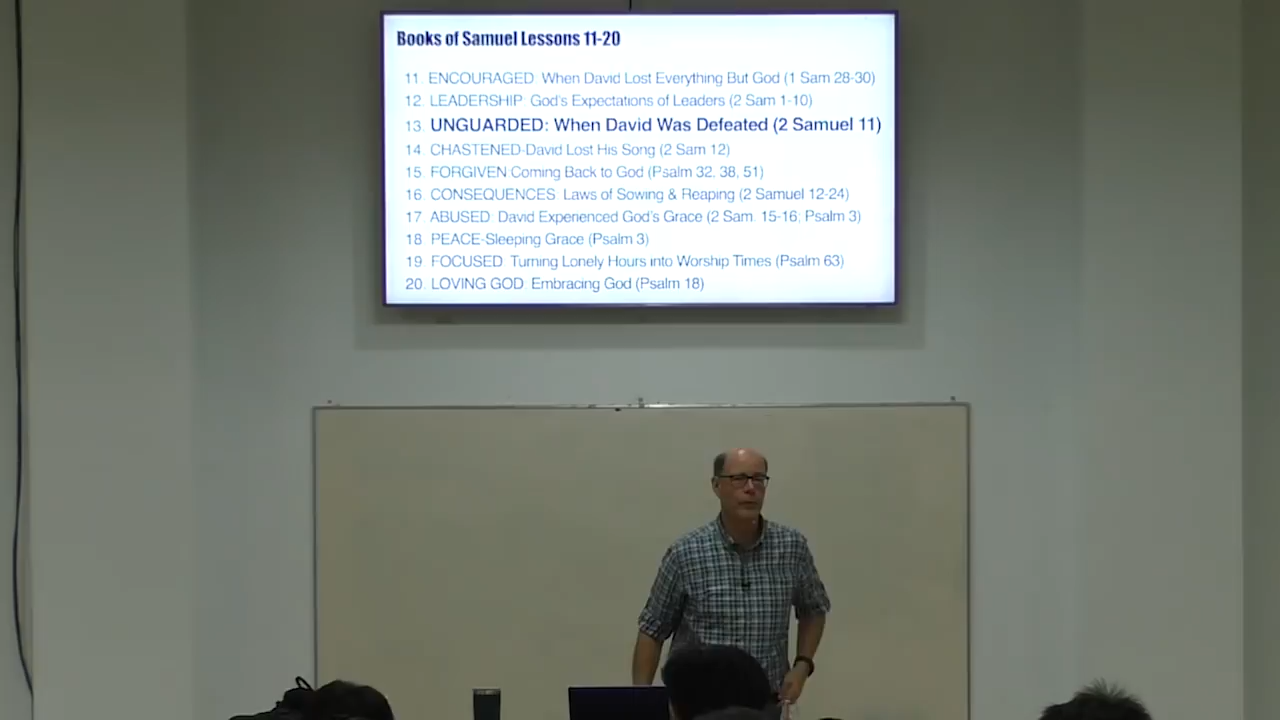 Books of Samuel Lessons 11-20
11. ENCOURAGED: When David Lost Everything But God (1 Sam 28-30)
12. LEADERSHIP: God's Expectations of Leaders (2 Sam 1-10)
13. UNGUARDED: When David Was Defeated (2 Samuel 11)
14. CHASTENED-David Lost His Song (2 Sam 12)
15. FORGIVEN Coming Back to God (Psalm 32, 38, 51)
16. CONSEQUENCES: Laws of Sowing & Reaping (2 Samuel 12-24)
17. ABUSED: David Experienced God's Grace (2 Sam. 15-16; Psalm 3)
18. PEACE-Sleeping Grace (Psalm 3)
19. FOCUSED: Turning Lonely Hours into Worship Times (Psalm 63)
20. LOVING GOD: Embracing God (Psalm 18)